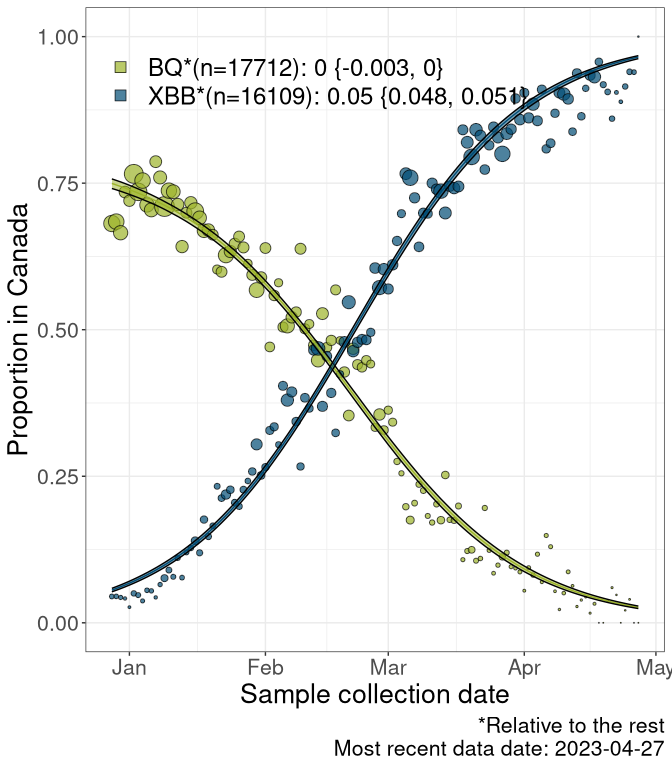 1.00
0.75
0.50
0.25
0.00
Proportion in Canada
BQ*(n=17712): 0 {-0.003, 0}
XBB*(n=16109): 0.05 {0.048, 0.051}
Jan Feb Mar Apr May
Sample collection date
*Relative to the rest
Most recent data date: 2023-04-27